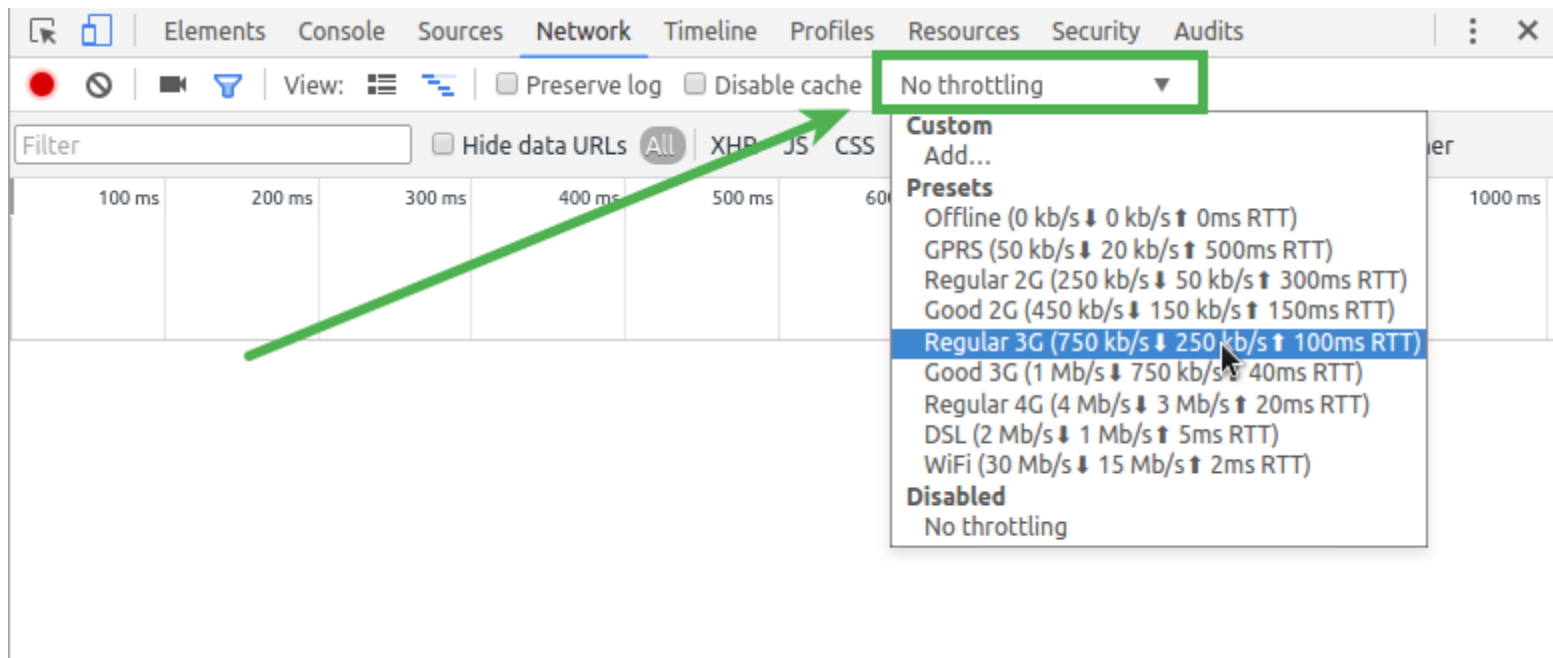 Elements Console Sources Network Timeline Profiles Resources Security Audits
View: Preserve log Disable cache No throttling
Filter Hide data URLs All XHR JS CSS
100 ms 200 ms 300 ms 400 ms 500 ms 1000 ms
Custom
Add...
Presets
Offline (0 kb/s⬇ 0 kb/s⬆ 0ms RTT)
GPRS (50 kb/s⬇ 20 kb/s⬆ 500ms RTT)
Regular 2G (250 kb/s⬇ 50 kb/s⬆ 300ms RTT)
Good 2G (450 kb/s⬇ 150 kb/s⬆ 150ms RTT)
Regular 3G (750 kb/s⬇ 250 kb/s⬆ 100ms RTT)
Good 3G (1 Mb/s⬇ 750 kb/s⬆ 40ms RTT)
Regular 4G (4 Mb/s⬇ 3 Mb/s⬆ 20ms RTT)
DSL (2 Mb/s⬇ 1 Mb/s⬆ 5ms RTT)
WiFi (30 Mb/s⬇ 15 Mb/s⬆ 2ms RTT)
Disabled
No throttling